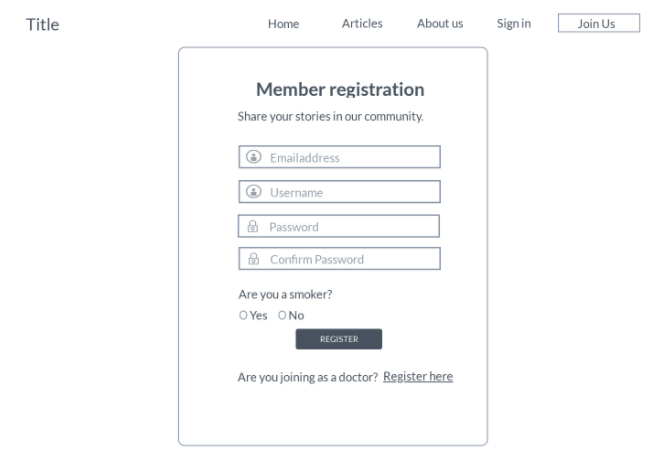 Title Home Articles About us Sign in Join Us
Member registration
Share your stories in our community.
Emailaddress
Username
Password
Confirm Password
Are you a smoker?
Yes No
REGISTER
Are you joining as a doctor? Register here